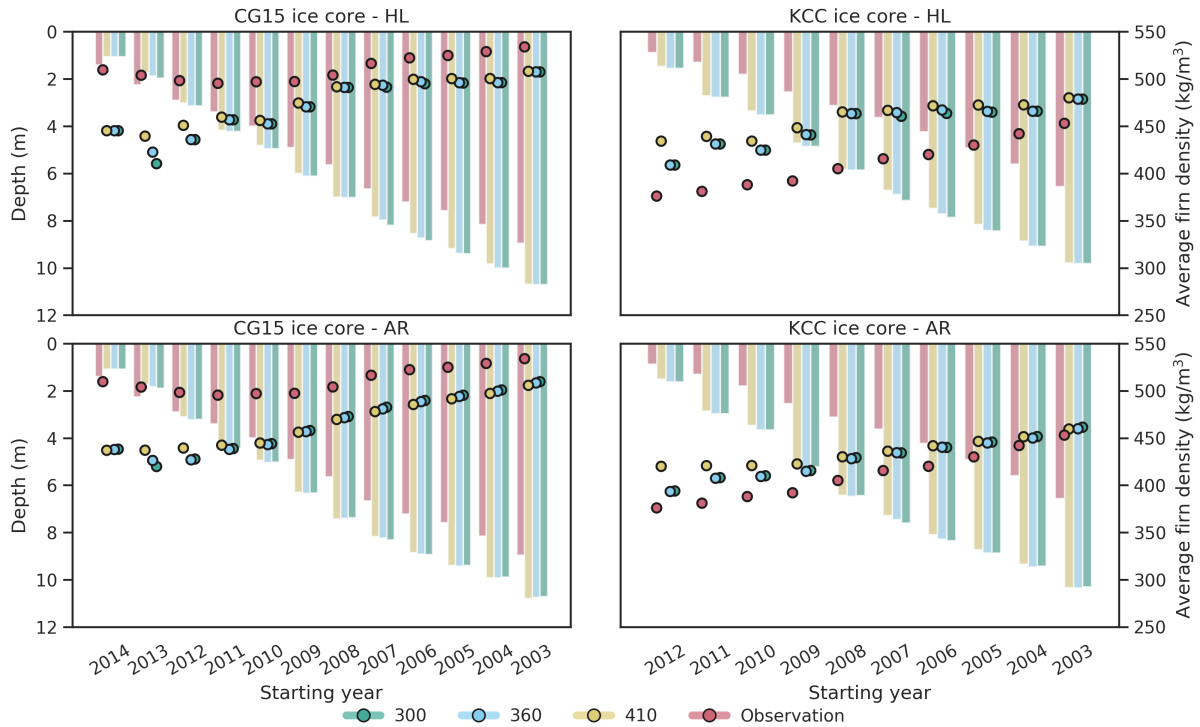 CG15 ice core - HL
KCC ice core - HL
0
2
4
6
8
10
12
Depth (m)
550
500
450
400
350
300
250
Average firn density (kg/m³)
CG15 ice core - AR
KCC ice core - AR
0
2
4
6
8
10
12
Depth (m)
550
500
450
400
350
300
250
Average firn density (kg/m³)
2014 2013 2012 2011 2010 2009 2008 2007 2006 2005 2004 2003
2012 2011 2010 2009 2008 2007 2006 2005 2004 2003
Starting year
Starting year
300 360 410 Observation